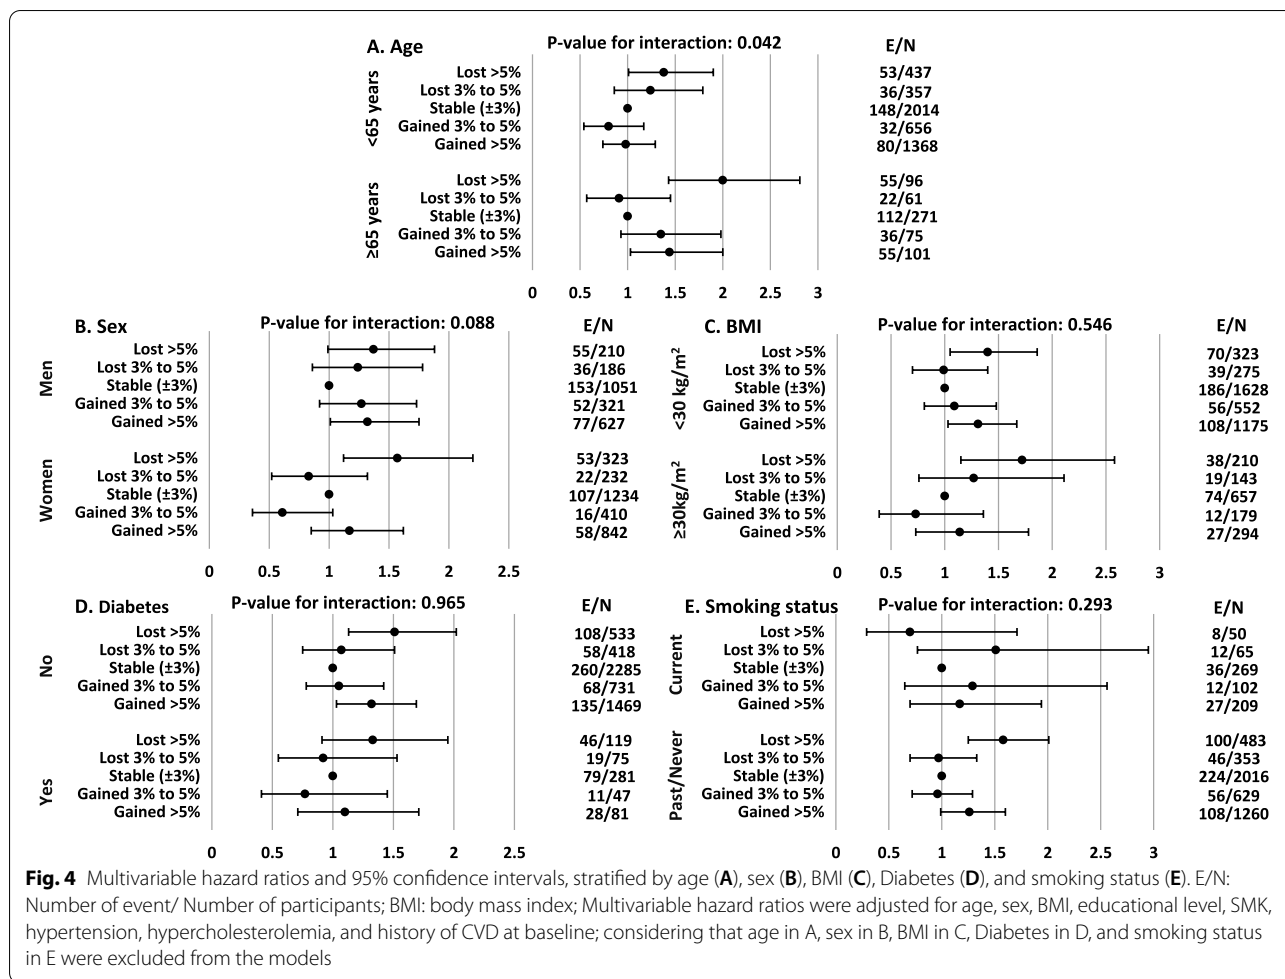 A. Age P-value for interaction: 0.042 E/N
<65 years
Lost >5% 53/437
Lost 3% to 5% 36/357
Stable (±3%) 148/2014
Gained 3% to 5% 32/656
Gained >5% 80/1368
≥65 years
Lost >5% 55/96
Lost 3% to 5% 22/61
Stable (±3%) 112/271
Gained 3% to 5% 36/75
Gained >5% 55/101
0 0.5 1 1.5 2 2.5 3
B. Sex P-value for interaction: 0.088 E/N
Men
Lost >5% 55/210
Lost 3% to 5% 36/186
Stable (±3%) 153/1051
Gained 3% to 5% 52/321
Gained >5% 77/627
Women
Lost >5% 53/323
Lost 3% to 5% 22/232
Stable (±3%) 107/1234
Gained 3% to 5% 16/410
Gained >5% 58/842
0 0.5 1 1.5 2 2.5
C. BMI P-value for interaction: 0.546 E/N
<30 kg/m²
Lost >5% 70/323
Lost 3% to 5% 39/275
Stable (±3%) 186/1628
Gained 3% to 5% 56/552
Gained >5% 108/1175
≥30kg/m²
Lost >5% 38/210
Lost 3% to 5% 19/143
Stable (±3%) 74/657
Gained 3% to 5% 12/179
Gained >5% 27/294
0 0.5 1 1.5 2 2.5 3
D. Diabetes P-value for interaction: 0.965 E/N
No
Lost >5% 108/533
Lost 3% to 5% 58/418
Stable (±3%) 260/2285
Gained 3% to 5% 68/731
Gained >5% 135/1469
Yes
Lost >5% 46/119
Lost 3% to 5% 19/75
Stable (±3%) 79/281
Gained 3% to 5% 11/47
Gained >5% 28/81
0 0.5 1 1.5 2 2.5
E. Smoking status P-value for interaction: 0.293 E/N
Current
Lost >5% 8/50
Lost 3% to 5% 12/65
Stable (±3%) 36/269
Gained 3% to 5% 12/102
Gained >5% 27/209
Past/Never
Lost >5% 100/483
Lost 3% to 5% 46/353
Stable (±3%) 224/2016
Gained 3% to 5% 56/629
Gained >5% 108/1260
0 0.5 1 1.5 2 2.5 3
Fig. 4 Multivariable hazard ratios and 95% confidence intervals, stratified by age (A), sex (B), BMI (C), Diabetes (D), and smoking status (E). E/N:
Number of event/ Number of participants; BMI: body mass index; Multivariable hazard ratios were adjusted for age, sex, BMI, educational level, SMK,
hypertension, hypercholesterolemia, and history of CVD at baseline; considering that age in A, sex in B, BMI in C, Diabetes in D, and smoking status
in E were excluded from the models